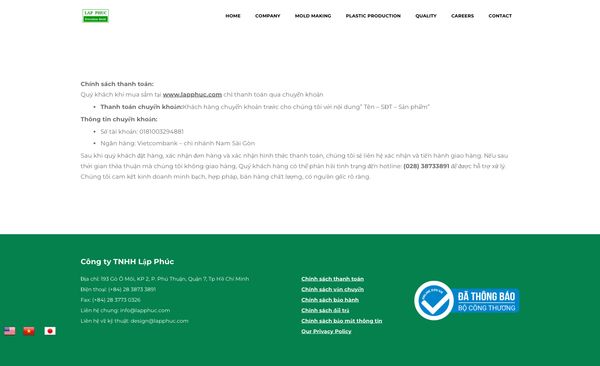 LAP PHUC
HOME COMPANY MOLD MAKING PLASTIC PRODUCTION QUALITY CAREERS CONTACT
Chính sách thanh toán:
Quý khách khi mua sắm tại www.lapphuc.com chỉ thanh toán qua chuyển khoản
• Thanh toán chuyển khoản:Khách hàng chuyển khoản trước cho chúng tôi với nội dung" Tên – SĐT – Sản phẩm"
Thông tin chuyển khoản:
• Số tài khoản: 0181003294881
• Ngân hàng: Vietcombank – chi nhánh Nam Sài Gòn
Sau khi quý khách đặt hàng, xác nhận đơn hàng và xác nhận hình thức thanh toán, chúng tôi sẽ liên hệ xác nhận và tiến hành giao hàng. Nếu sau
thời gian thỏa thuận mà chúng tôi không giao hàng, Quý khách hàng có thể phản hồi tình trạng đến hotline: (028) 38733891 để được hỗ trợ xử lý.
Chúng tôi cam kết kinh doanh minh bạch, hợp pháp, bán hàng chất lượng, có nguồn gốc rõ ràng.
Công ty TNHH Lập Phúc
Địa chỉ: 193 Gò Ô Môi, KP 2, P. Phú Thuận, Quận 7, Tp Hồ Chí Minh
Điện thoại: (+84) 28 3873 3891
Fax: (+84) 28 3773 0326
Liên hệ chung: info@lapphuc.com
Liên hệ về kỹ thuật: design@lapphuc.com
Chính sách thanh toán
Chính sách vận chuyển
Chính sách bảo hành
Chính sách đổi trả
Chính sách bảo mật thông tin
Our Privacy Policy
ĐÃ THÔNG BÁO
BỘ CÔNG THƯƠNG